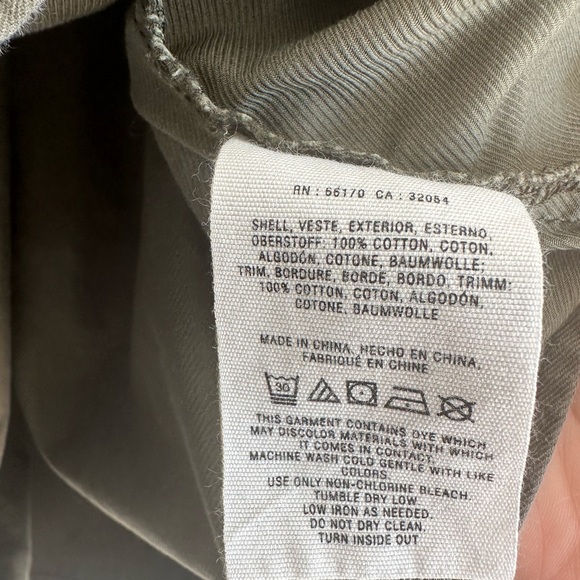 RN : 56170 CA : 32054
SHELL, VESTE, EXTERIOR, ESTERNO,
OBERSTOFF: 100% COTTON, COTON,
ALGODÓN, COTONE, BAUMWOLLE;
TRIM, BORDURE, BORDE, BORDO, TRIMM:
100% COTTON, COTON, ALGODÓN,
COTONE, BAUMWOLLE
MADE IN CHINA, HECHO EN CHINA,
FABRIQUÉ EN CHINE
30
THIS GARMENT CONTAINS DYE WHICH
MAY DISCOLOR MATERIALS WITH WHICH
IT COMES IN CONTACT.
MACHINE WASH COLD GENTLE WITH LIKE
COLORS.
USE ONLY NON-CHLORINE BLEACH.
TUMBLE DRY LOW.
LOW IRON AS NEEDED.
DO NOT DRY CLEAN.
TURN INSIDE OUT